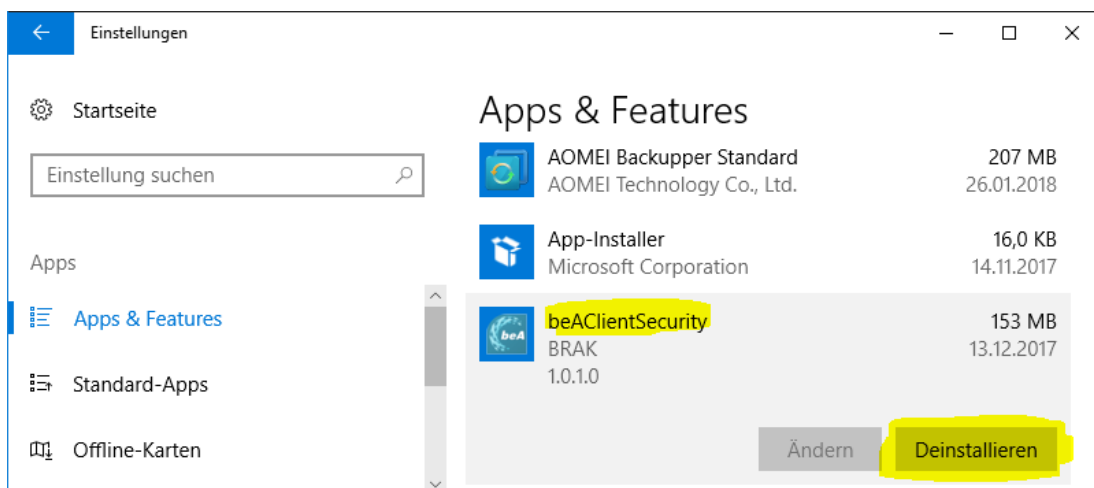 Einstellungen
Startseite
Einstellung suchen
Apps
Apps & Features
Standard-Apps
Offline-Karten
Apps & Features
AOMEI Backupper Standard 207 MB
AOMEI Technology Co., Ltd. 26.01.2018
App-Installer 16,0 KB
Microsoft Corporation 14.11.2017
beA
beAClientSecurity 153 MB
BRAK 13.12.2017
1.0.1.0
Ändern Deinstallieren